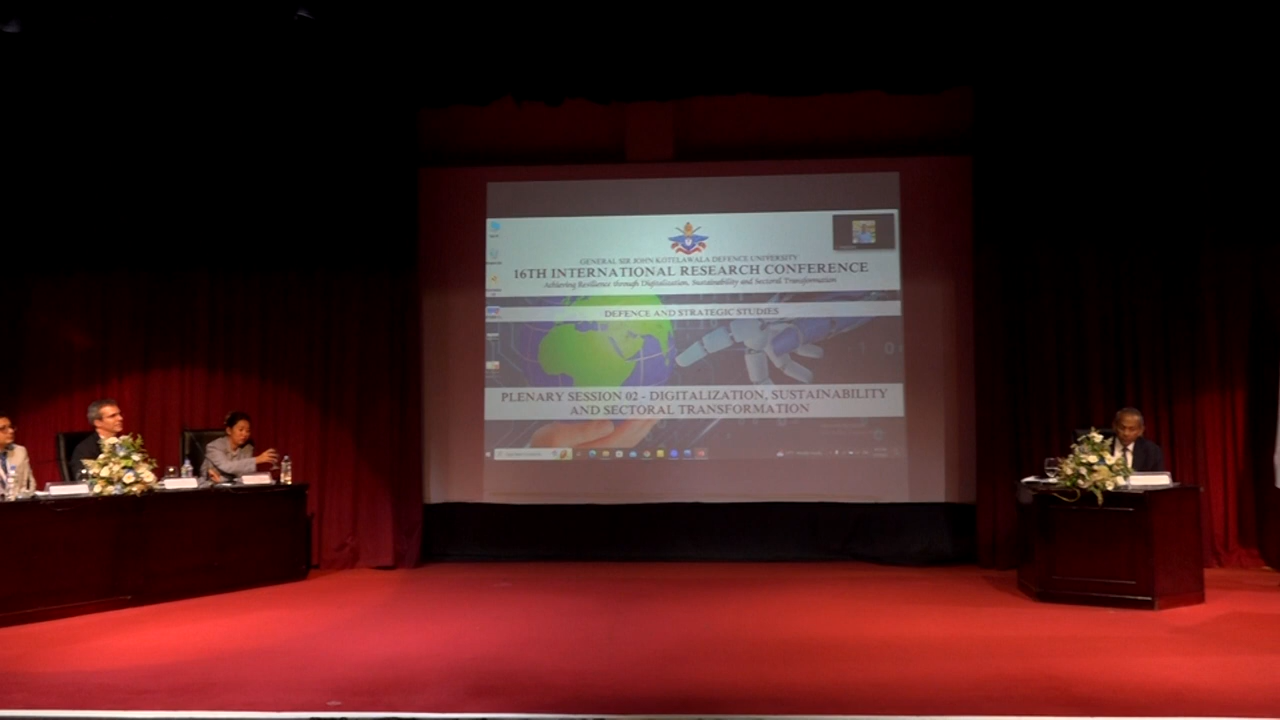 GENERAL SIR JOHN KOTELAWALA DEFENCE UNIVERSITY
16TH INTERNATIONAL RESEARCH CONFERENCE
Achieving Resilience through Digitalization, Sustainability and Sectoral Transformation
DEFENCE AND STRATEGIC STUDIES
PLENARY SESSION 02 - DIGITALIZATION, SUSTAINABILITY
AND SECTORAL TRANSFORMATION